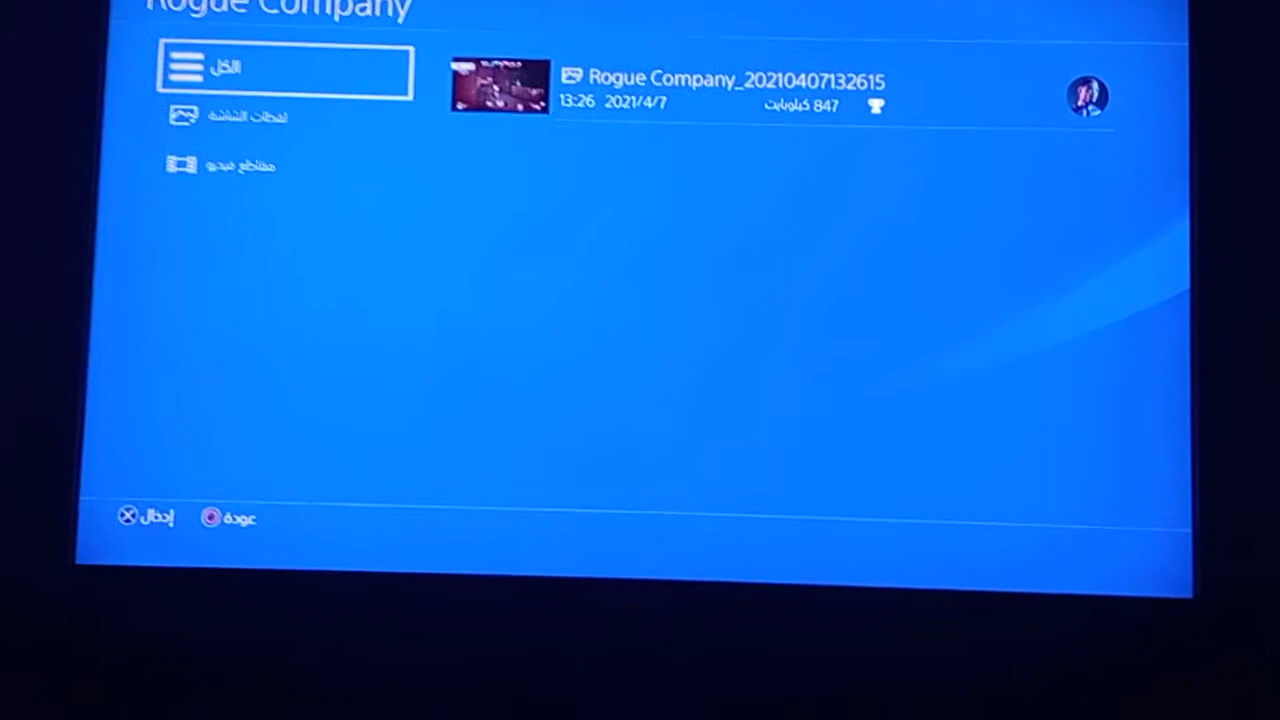 Rogue Company
الكل
لقطات الشاشة
مقاطع فيديو
Rogue Company_20210407132615
13:26 2021/4/7
847 كيلوبايت
إدخال
عودة